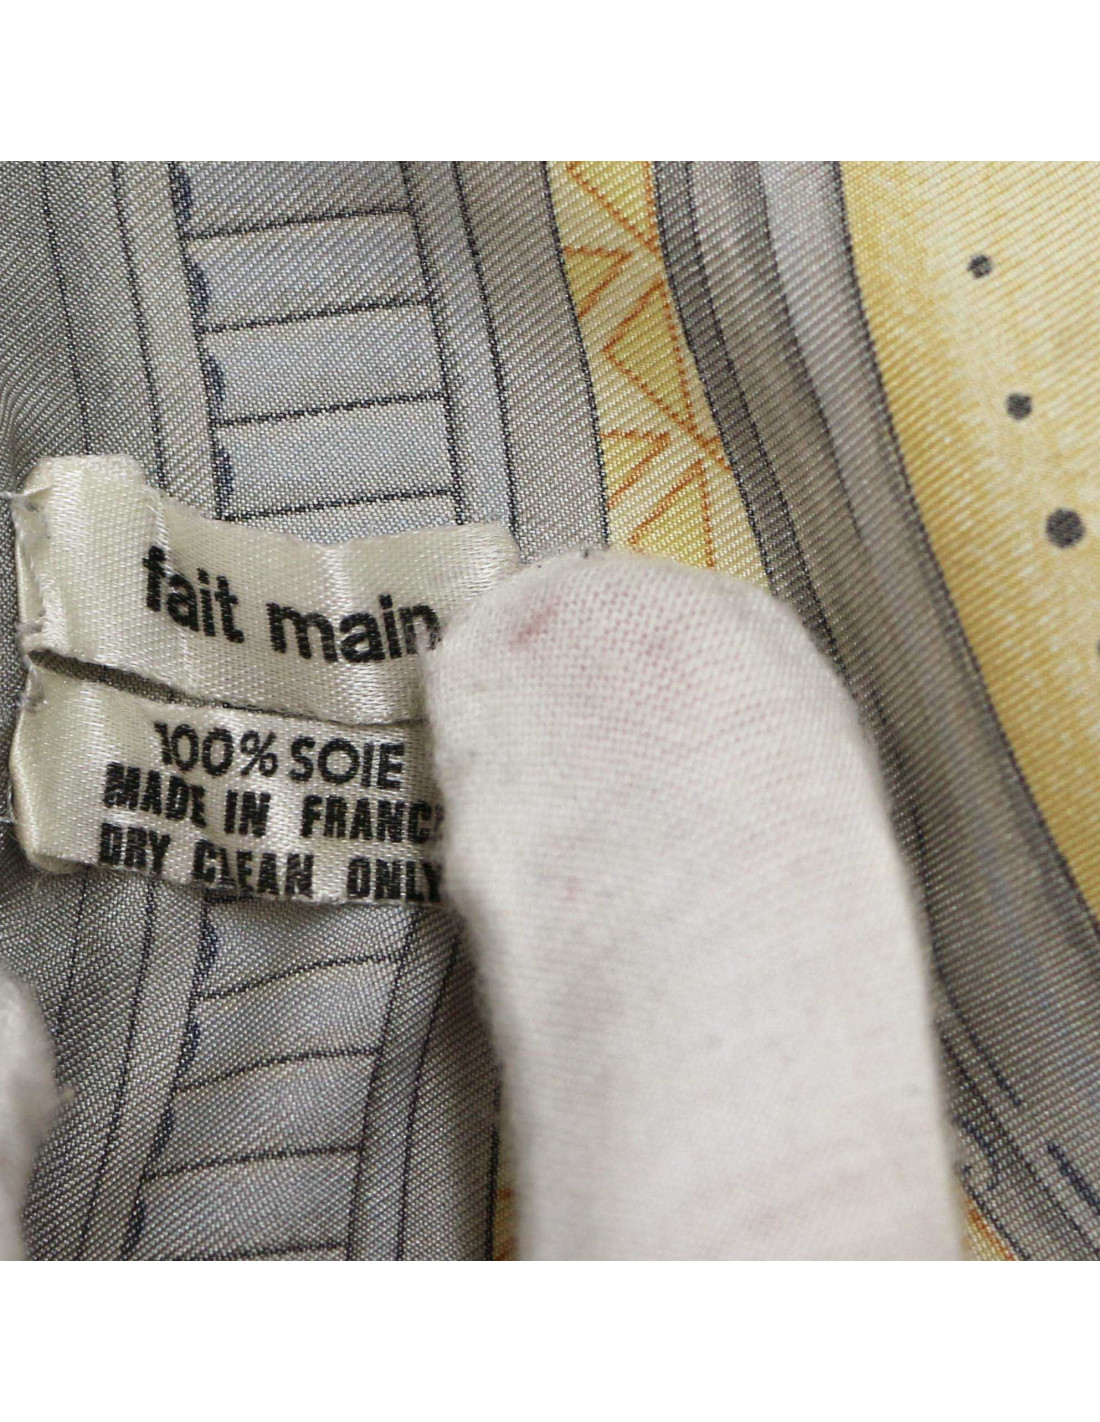 fait main
100% SOIE
MADE IN FRANCE
DRY CLEAN ONLY